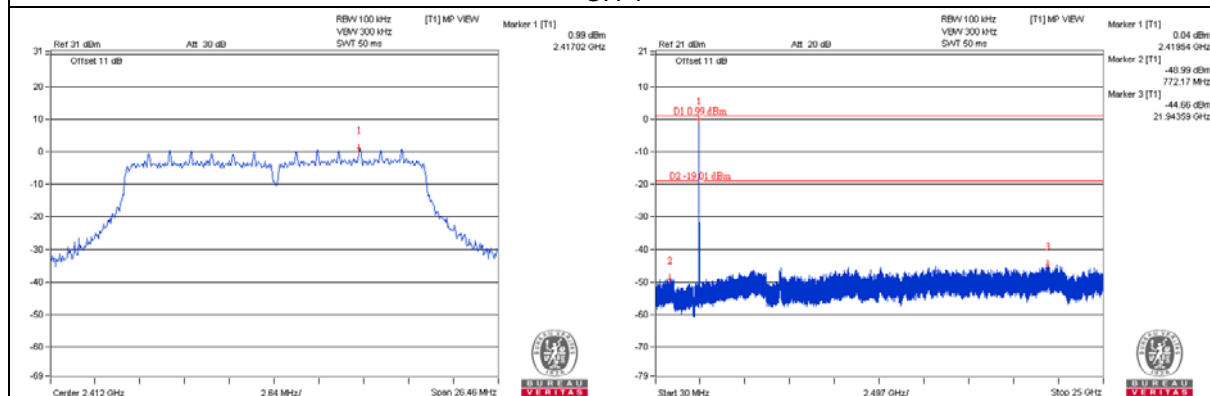 RBW 100 kHz
[T1] MP VIEW
VBW 300 kHz
Ref 31 dBm
Att 30 dB
SWT 50 ms
Marker 1 [T1]
0.99 dBm
2.41702 GHz
31
Offset 11 dB
20
10
0
-10
-20
-30
-40
-50
-60
-69
1
Center 2.412 GHz
2.64 MHz/
Span 26.46 MHz
BUREAU
VERITAS
RBW 100 kHz
[T1] MP VIEW
VBW 300 kHz
Ref 21 dBm
Att 20 dB
SWT 50 ms
Marker 1 [T1]
0.04 dBm
2.41954 GHz
Marker 2 [T1]
-48.99 dBm
772.17 MHz
Marker 3 [T1]
-44.66 dBm
21.94359 GHz
21
Offset 11 dB
10
0
-10
-20
-30
-40
-50
-60
-70
-79
1
D1 0.99 dBm
D2 -19.01 dBm
2
3
Start 30 MHz
2.497 GHz/
Stop 25 GHz
BUREAU
VERITAS